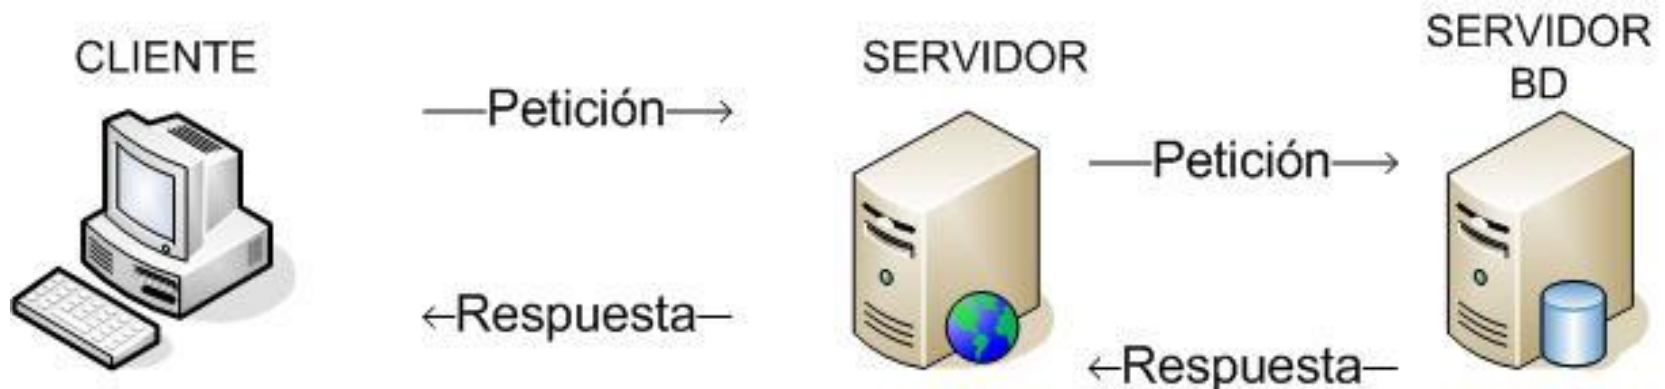 CLIENTE
Petición
Respuesta
SERVIDOR
Petición
Respuesta
SERVIDOR
BD